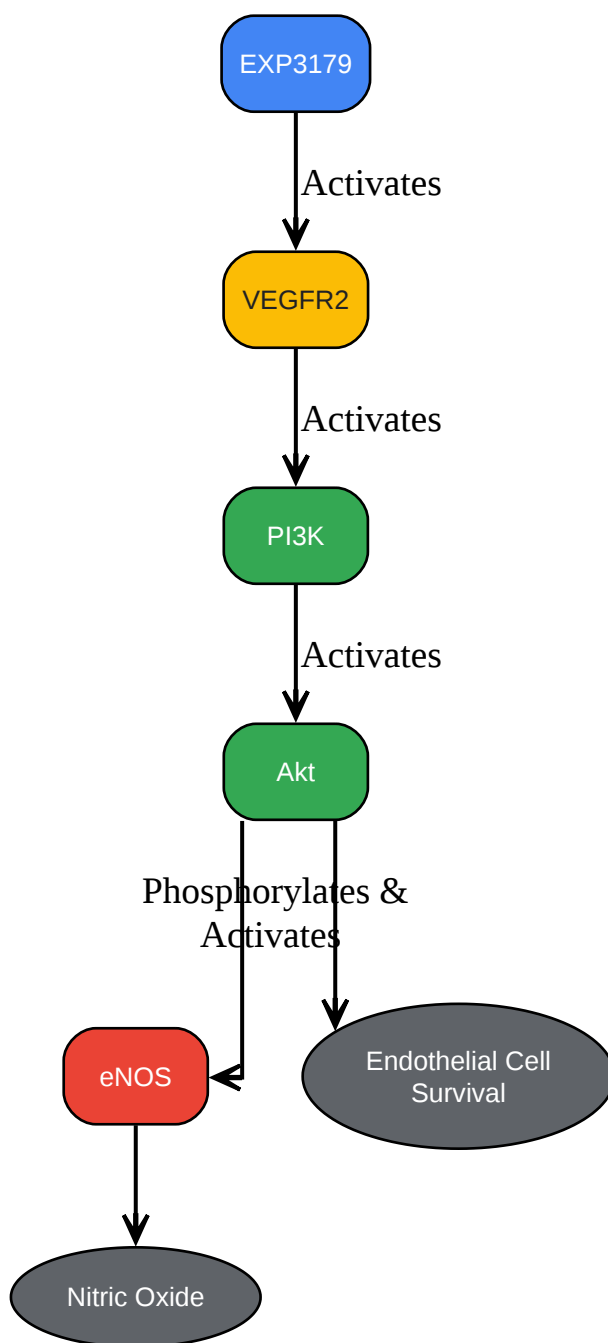 EXP3179
Activates
VEGFR2
Activates
PI3K
Activates
Akt
Phosphorylates &
Activates
eNOS
Endothelial Cell
Survival
Nitric Oxide